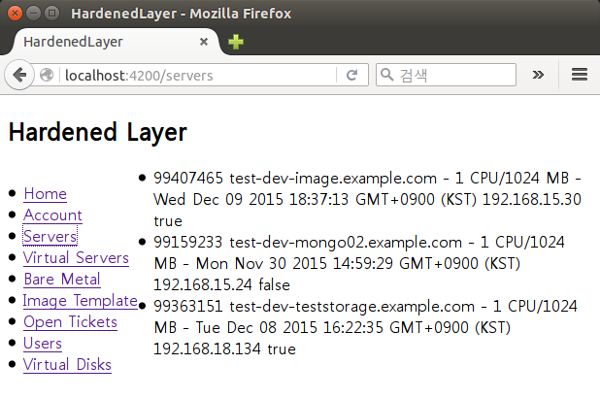 HardenedLayer - Mozilla Firefox
HardenedLayer
localhost:4200/servers
검색
Hardened Layer
Home
Account
Servers
Virtual Servers
Bare Metal
Image Template
Open Tickets
Users
Virtual Disks
99407465 test-dev-image.example.com - 1 CPU/1024 MB -
Wed Dec 09 2015 18:37:13 GMT+0900 (KST) 192.168.15.30
true
99159233 test-dev-mongo02.example.com - 1 CPU/1024
MB - Mon Nov 30 2015 14:59:29 GMT+0900 (KST)
192.168.15.24 false
99363151 test-dev-teststorage.example.com - 1 CPU/1024
MB - Tue Dec 08 2015 16:22:35 GMT+0900 (KST)
192.168.18.134 true